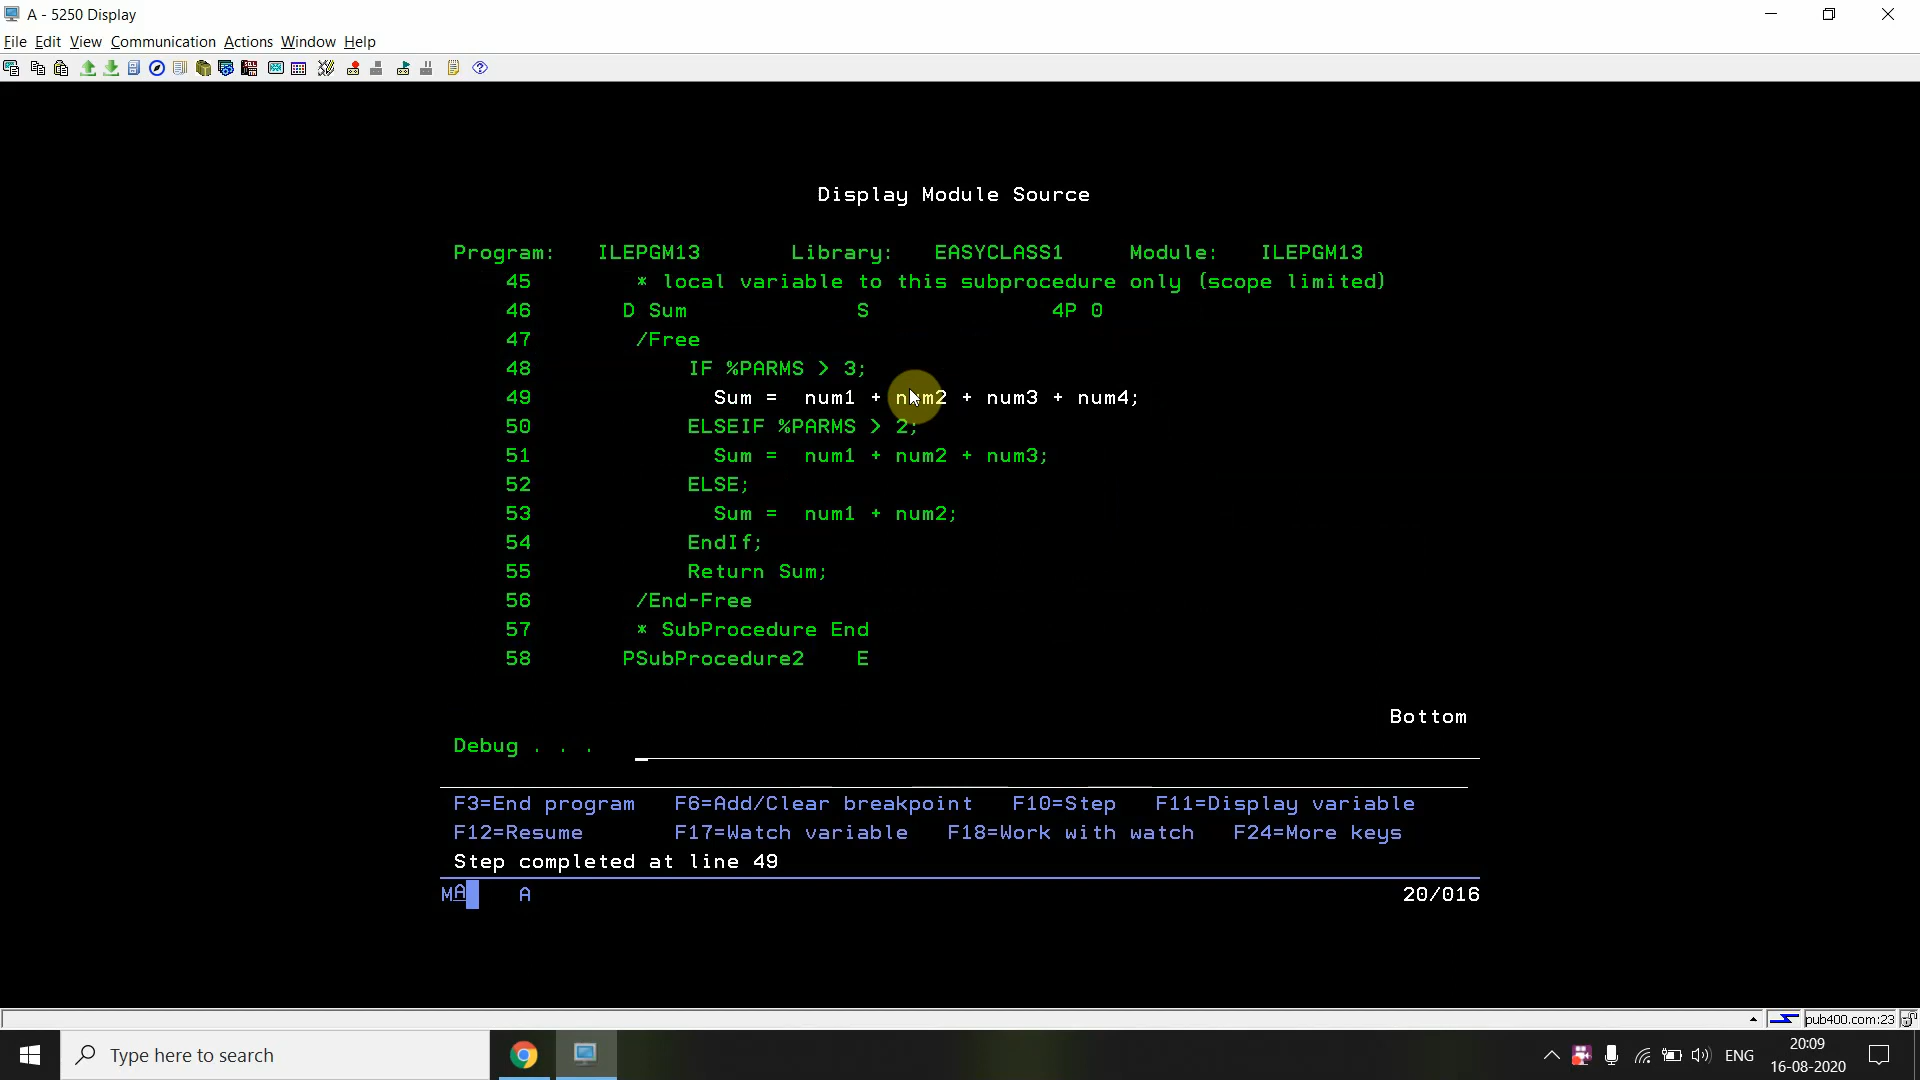 A - 5250 Display
File Edit View Communication Actions Window Help
Display Module Source
Program: ILEPGM13 Library: EASYCLASS1 Module: ILEPGM13
45 * local variable to this subprocedure only (scope limited)
46 D Sum S 4P 0
47 /Free
48 IF %PARMS > 3;
49 Sum = num1 + num2 + num3 + num4;
50 ELSEIF %PARMS > 2;
51 Sum = num1 + num2 + num3;
52 ELSE;
53 Sum = num1 + num2;
54 EndIf;
55 Return Sum;
56 /End-Free
57 * SubProcedure End
58 PSubProcedure2 E
Bottom
Debug . . .
F3=End program F6=Add/Clear breakpoint F10=Step F11=Display variable
F12=Resume F17=Watch variable F18=Work with watch F24=More keys
Step completed at line 49
MA A 20/016
pub400.com:23
Type here to search
ENG
20:09
16-08-2020